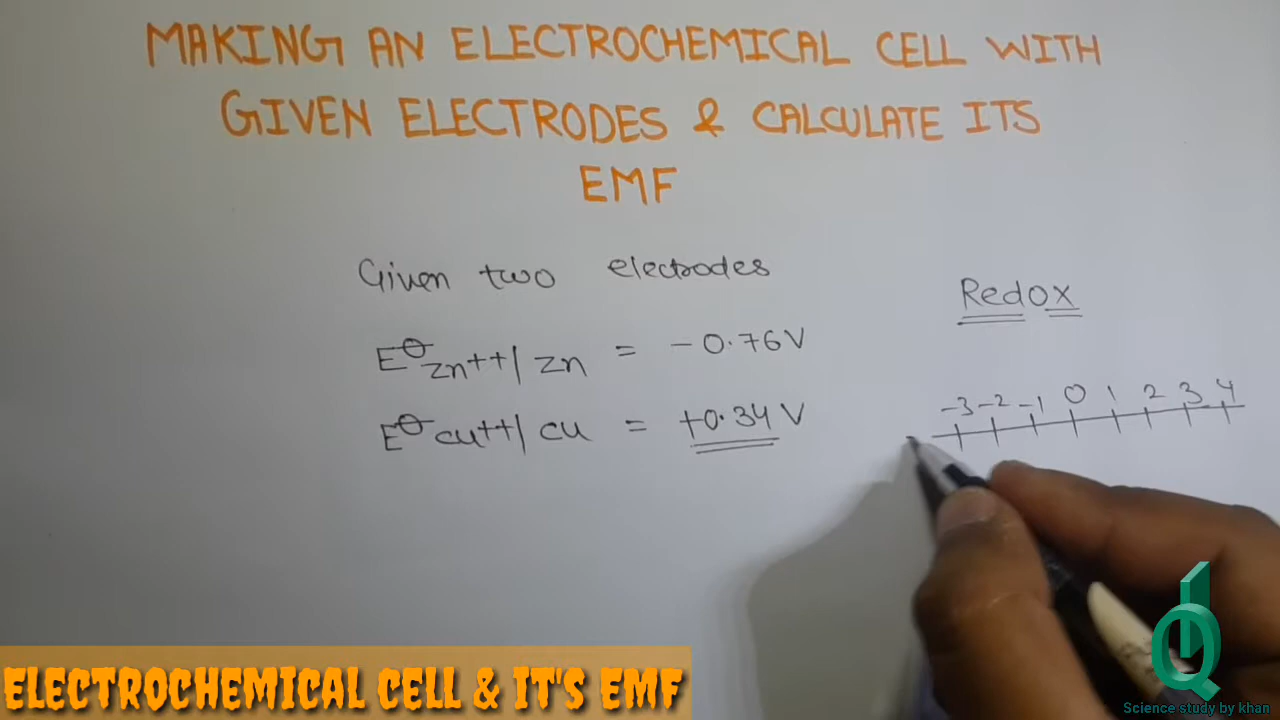 MAKING AN ELECTROCHEMICAL CELL WITH
GIVEN ELECTRODES & CALCULATE ITS
EMF
Given two electrodes
E⊖ Zn++/Zn = -0.76V
E⊖ Cu++/Cu = +0.34 V
Redox
-3 -2 -1 0 1 2 3 4
ELECTROCHEMICAL CELL & IT'S EMF
Science study by khan